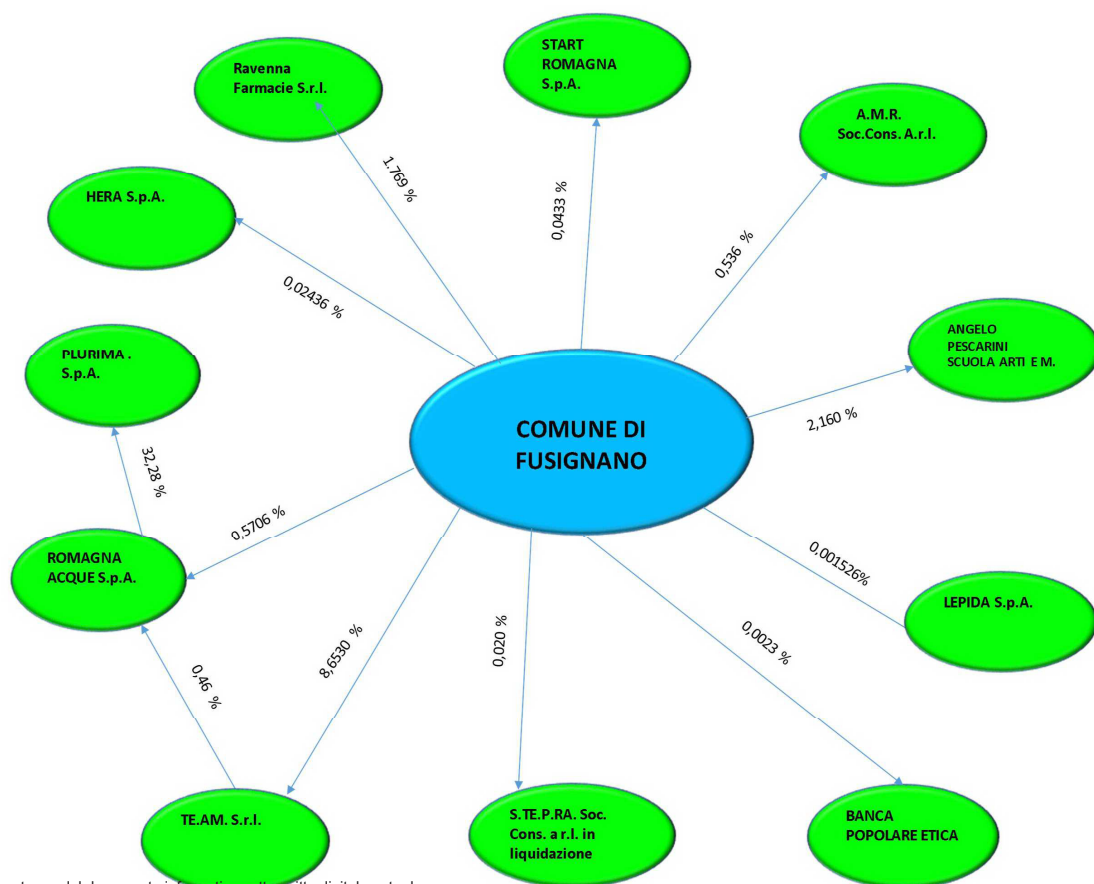 START
ROMAGNA
S.p.A.
Ravenna
Farmacie S.r.l.
A.M.R.
Soc.Cons. A.r.l.
HERA S.p.A.
1.769 %
0,0433 %
0,536 %
0,02436 %
ANGELO
PESCARINI
SCUOLA ARTI E M.
PLURIMA .
S.p.A.
2,160 %
COMUNE DI
FUSIGNANO
32,28 %
0,5706 %
ROMAGNA
ACQUE S.p.A.
0,001526%
LEPIDA S.p.A.
0,46 %
8,6530 %
0,020 %
0,0023 %
TE.AM. S.r.l.
S.TE.P.RA. Soc.
Cons. a r.l. in
liquidazione
BANCA
POPOLARE ETICA